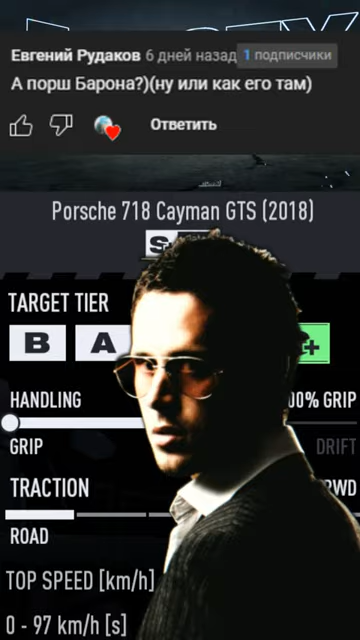 Евгений Рудаков 6 дней назад 1 подписчики
А порш Барона?)(ну или как его там)
Ответить
Porsche 718 Cayman GTS (2018)
S
TARGET TIER
B A +
HANDLING 00% GRIP
GRIP DRIFT
TRACTION RWD
ROAD
TOP SPEED [km/h]
0 - 97 km/h [s]